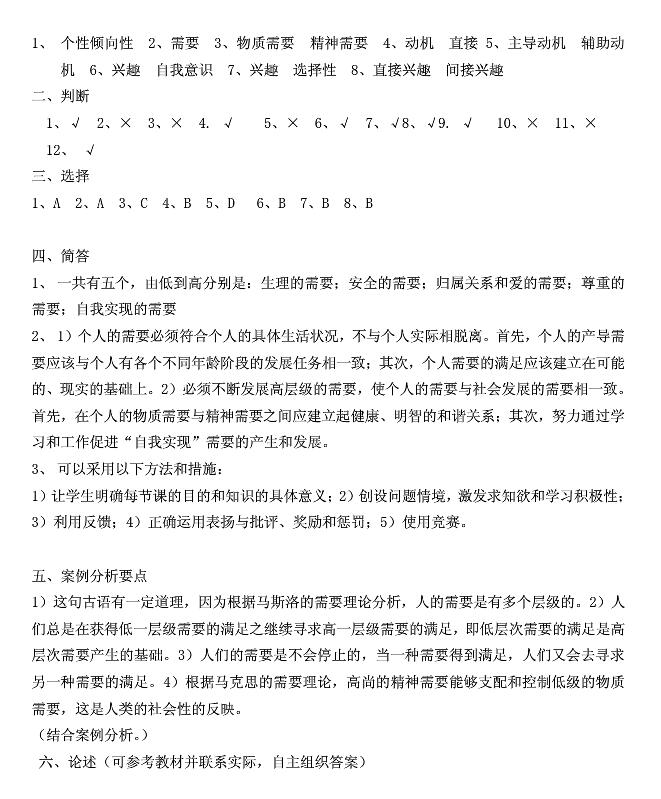 1、 个性倾向性 2、需要 3、物质需要 精神需要 4、动机 直接 5、主导动机 辅助动
机 6、兴趣 自我意识 7、兴趣 选择性 8、直接兴趣 间接兴趣
二、判断
1、√ 2、× 3、× 4. √ 5、× 6、√ 7、√8、√9. √ 10、× 11、×
12、 √
三、选择
1、A 2、A 3、C 4、B 5、D 6、B 7、B 8、B
四、简答
1、 一共有五个，由低到高分别是：生理的需要；安全的需要；归属关系和爱的需要；尊重的
需要；自我实现的需要
2、 1）个人的需要必须符合个人的具体生活状况，不与个人实际相脱离。首先，个人的产导需
要应该与个人有各个不同年龄阶段的发展任务相一致；其次，个人需要的满足应该建立在可能
的、现实的基础上。2）必须不断发展高层级的需要，使个人的需要与社会发展的需要相一致。
首先，在个人的物质需要与精神需要之间应建立起健康、明智的和谐关系；其次，努力通过学
习和工作促进“自我实现”需要的产生和发展。
3、 可以采用以下方法和措施：
1）让学生明确每节课的目的和知识的具体意义；2）创设问题情境，激发求知欲和学习积极性；
3）利用反馈；4）正确运用表扬与批评、奖励和惩罚；5）使用竞赛。
五、案例分析要点
1）这句古语有一定道理，因为根据马斯洛的需要理论分析，人的需要是有多个层级的。2）人
们总是在获得低一层级需要的满足之继续寻求高一层级需要的满足，即低层次需要的满足是高
层次需要产生的基础。3）人们的需要是不会停止的，当一种需要得到满足，人们又会去寻求
另一种需要的满足。4）根据马克思的需要理论，高尚的精神需要能够支配和控制低级的物质
需要，这是人类的社会性的反映。
（结合案例分析。）
六、论述（可参考教材并联系实际，自主组织答案）